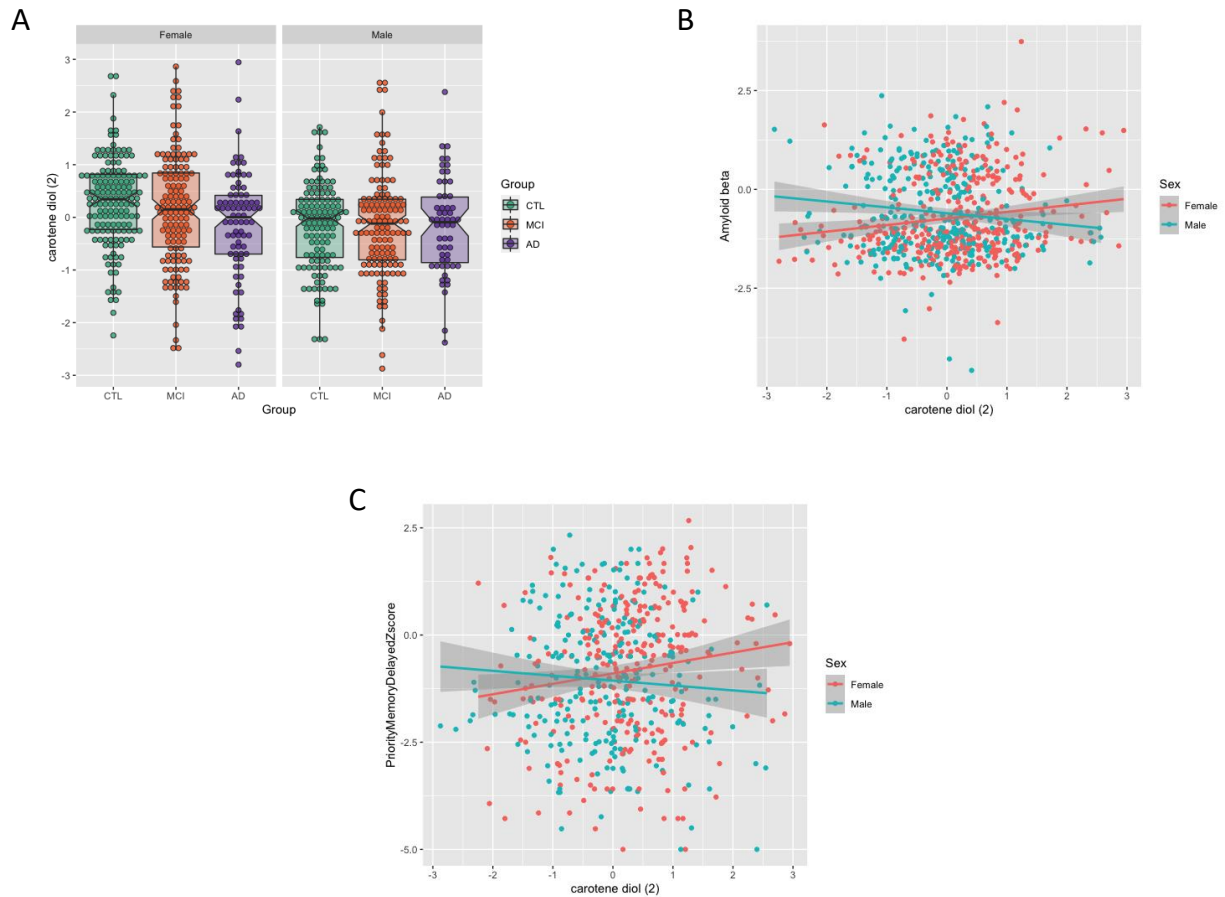 A
Female
Male
carotene diol (2)
3
2
1
0
-1
-2
-3
CTL
MCI
AD
CTL
MCI
AD
Group
Group
CTL
MCI
AD
B
Amyloid beta
2.5
0.0
-2.5
-3
-2
-1
0
1
2
3
carotene diol (2)
Sex
Female
Male
C
PriorityMemoryDelayedZscore
2.5
0.0
-2.5
-5.0
-3
-2
-1
0
1
2
3
carotene diol (2)
Sex
Female
Male